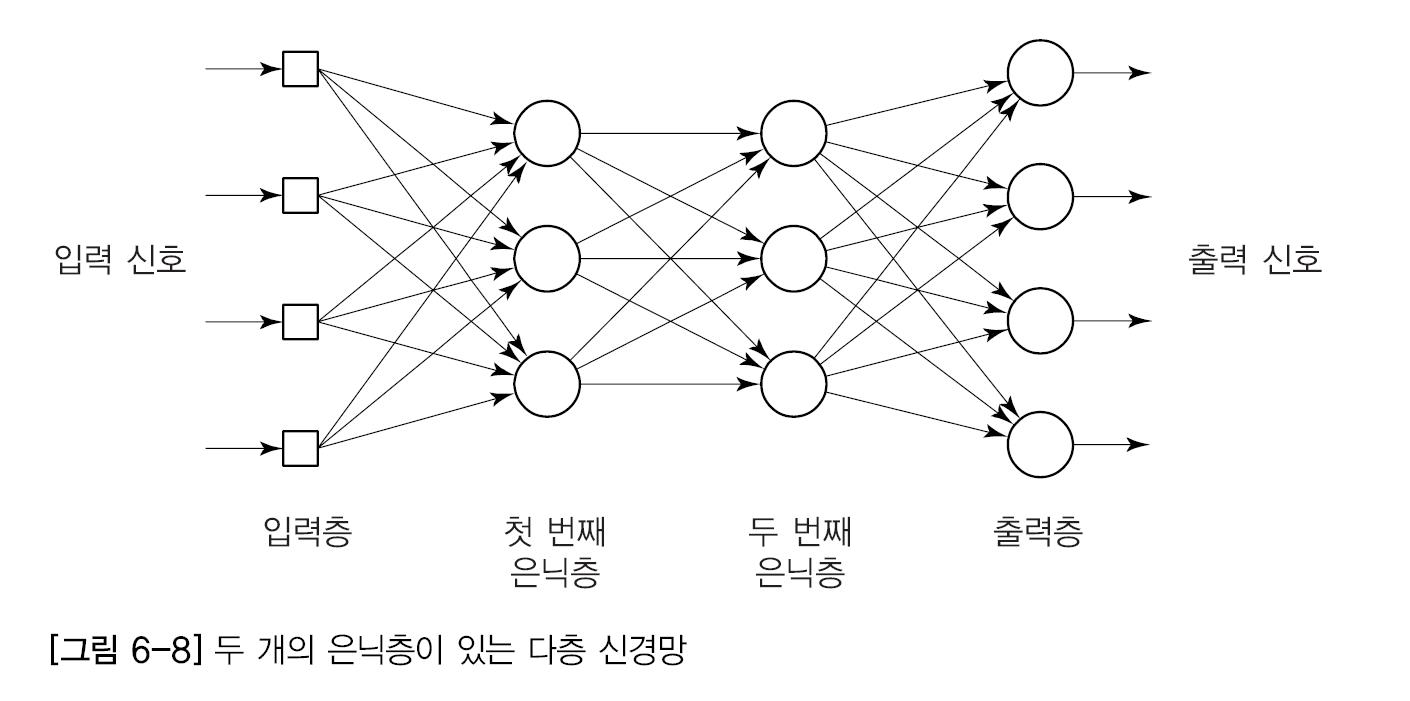 입력 신호
출력 신호
입력층
첫 번째
은닉층
두 번째
은닉층
출력층
[그림 6-8] 두 개의 은닉층이 있는 다층 신경망